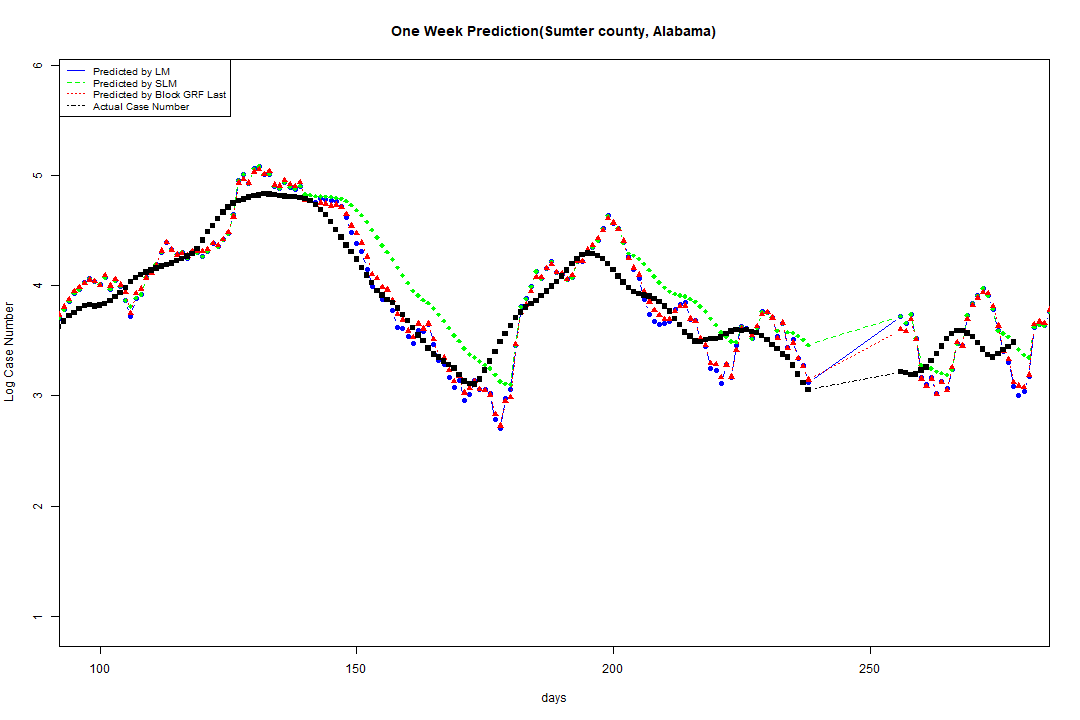 One Week Prediction(Sumter county, Alabama)
Predicted by LM
Predicted by SLM
Predicted by Block GRF Last
Actual Case Number
6
5
4
3
2
1
Log Case Number
100 150 200 250
days